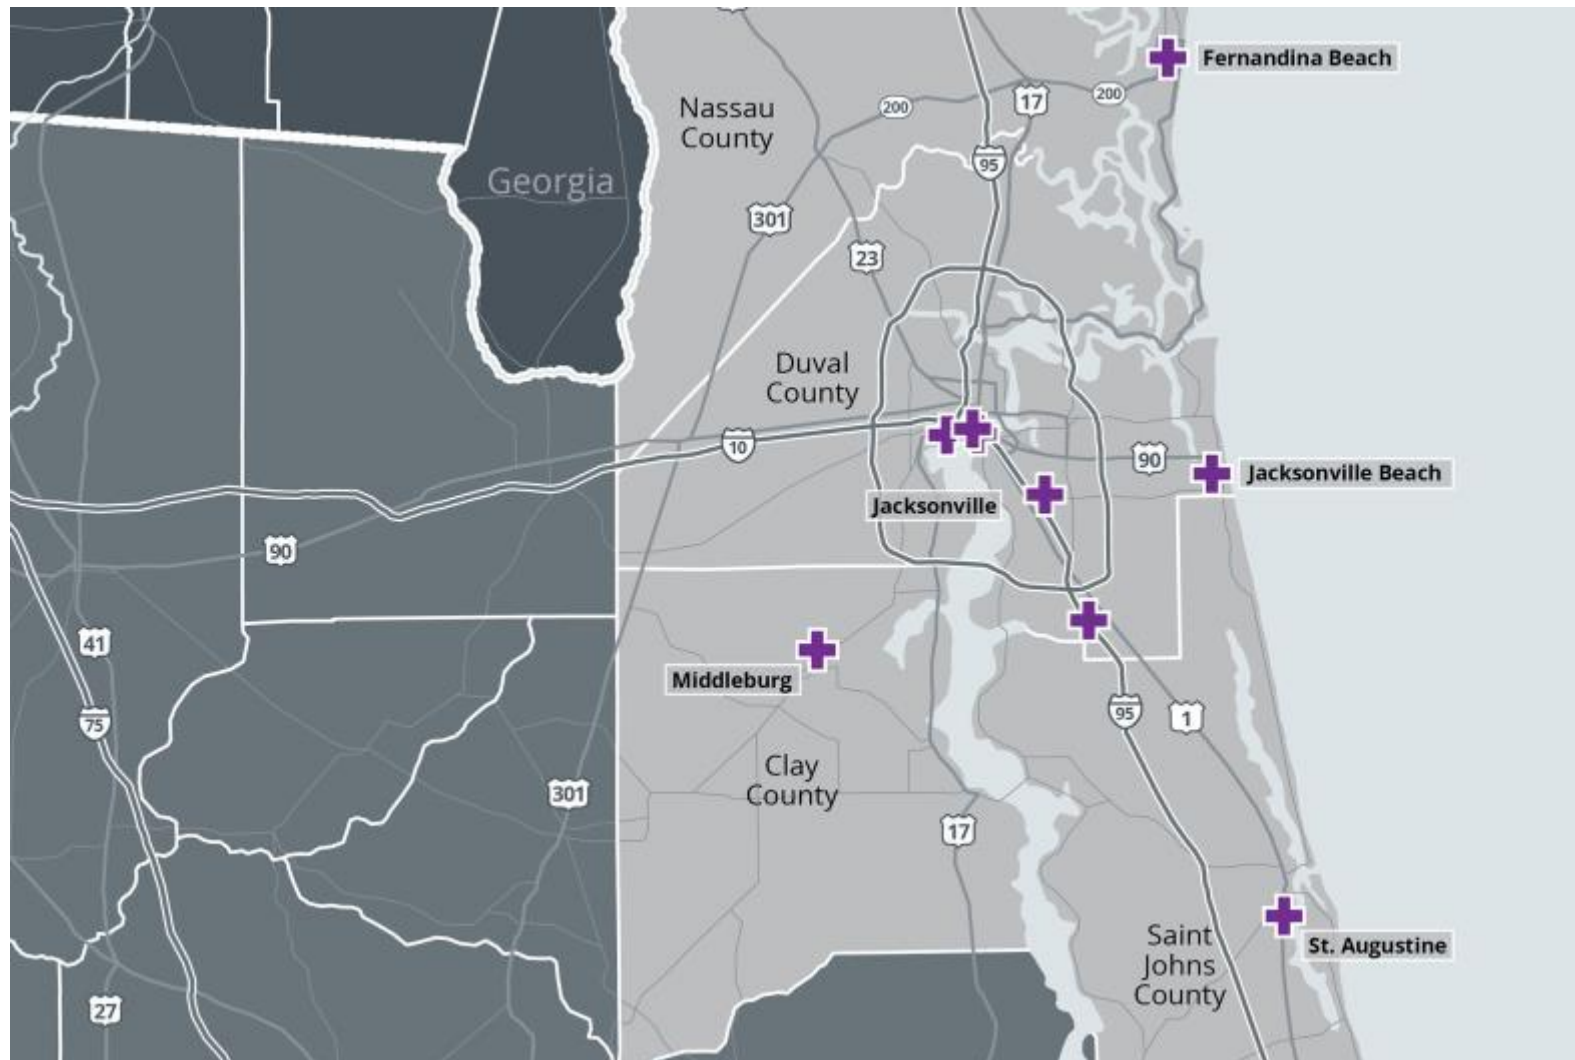 Fernandina Beach
17
200
200
Nassau
County
95
Georgia
301
23
Duval
County
10
90
Jacksonville Beach
Jacksonville
90
41
Middleburg
95
1
75
Clay
County
301
17
Saint
Johns
County
St. Augustine
27